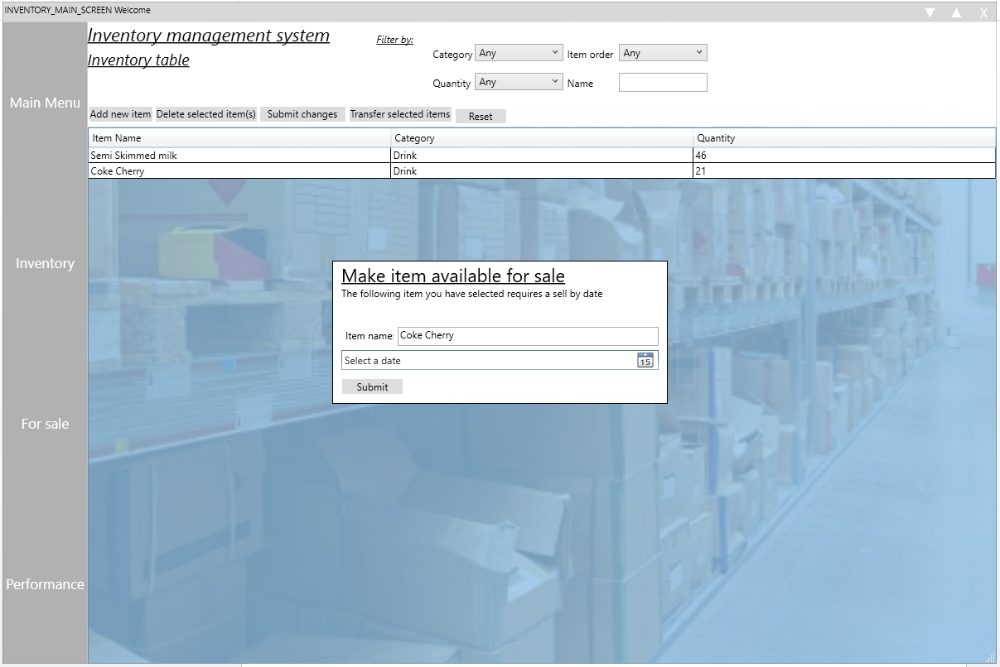 INVENTORY_MAIN_SCREEN Welcome
X
Main Menu
Inventory
For sale
Performance
Inventory management system
Inventory table
Filter by:
Category Any Item order Any
Quantity Any Name
Add new item Delete selected item(s) Submit changes Transfer selected items Reset
Item Name Category Quantity
Semi Skimmed milk Drink 46
Coke Cherry Drink 21
Make item available for sale
The following item you have selected requires a sell by date
Item name: Coke Cherry
Select a date 15
Submit